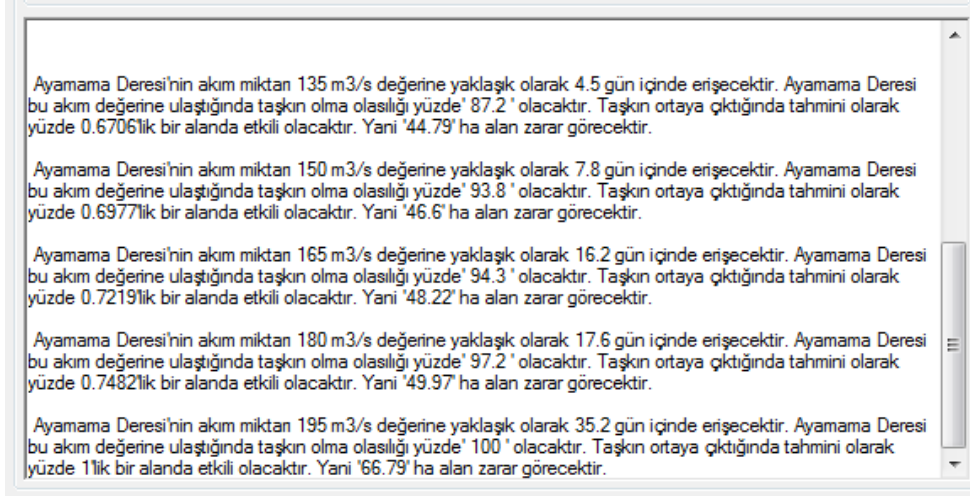 Ayamama Deresi'nin akım miktarı 135 m3/s değerine yaklaşık olarak 4.5 gün içinde erişecektir. Ayamama Deresi
bu akım değerine ulaştığında taşkın olma olasılığı yüzde' 87.2 ' olacaktır. Taşkın ortaya çıktığında tahmini olarak
yüzde 0.6706'lik bir alanda etkili olacaktır. Yani '44.79' ha alan zarar görecektir.
Ayamama Deresi'nin akım miktarı 150 m3/s değerine yaklaşık olarak 7.8 gün içinde erişecektir. Ayamama Deresi
bu akım değerine ulaştığında taşkın olma olasılığı yüzde' 93.8 ' olacaktır. Taşkın ortaya çıktığında tahmini olarak
yüzde 0.6977'lik bir alanda etkili olacaktır. Yani '46.6' ha alan zarar görecektir.
Ayamama Deresi'nin akım miktarı 165 m3/s değerine yaklaşık olarak 16.2 gün içinde erişecektir. Ayamama Deresi
bu akım değerine ulaştığında taşkın olma olasılığı yüzde' 94.3 ' olacaktır. Taşkın ortaya çıktığında tahmini olarak
yüzde 0.7219'lik bir alanda etkili olacaktır. Yani '48.22' ha alan zarar görecektir.
Ayamama Deresi'nin akım miktarı 180 m3/s değerine yaklaşık olarak 17.6 gün içinde erişecektir. Ayamama Deresi
bu akım değerine ulaştığında taşkın olma olasılığı yüzde' 97.2 ' olacaktır. Taşkın ortaya çıktığında tahmini olarak
yüzde 0.7482'lik bir alanda etkili olacaktır. Yani '49.97' ha alan zarar görecektir.
Ayamama Deresi'nin akım miktarı 195 m3/s değerine yaklaşık olarak 35.2 gün içinde erişecektir. Ayamama Deresi
bu akım değerine ulaştığında taşkın olma olasılığı yüzde' 100 ' olacaktır. Taşkın ortaya çıktığında tahmini olarak
yüzde 1'lik bir alanda etkili olacaktır. Yani '66.79' ha alan zarar görecektir.